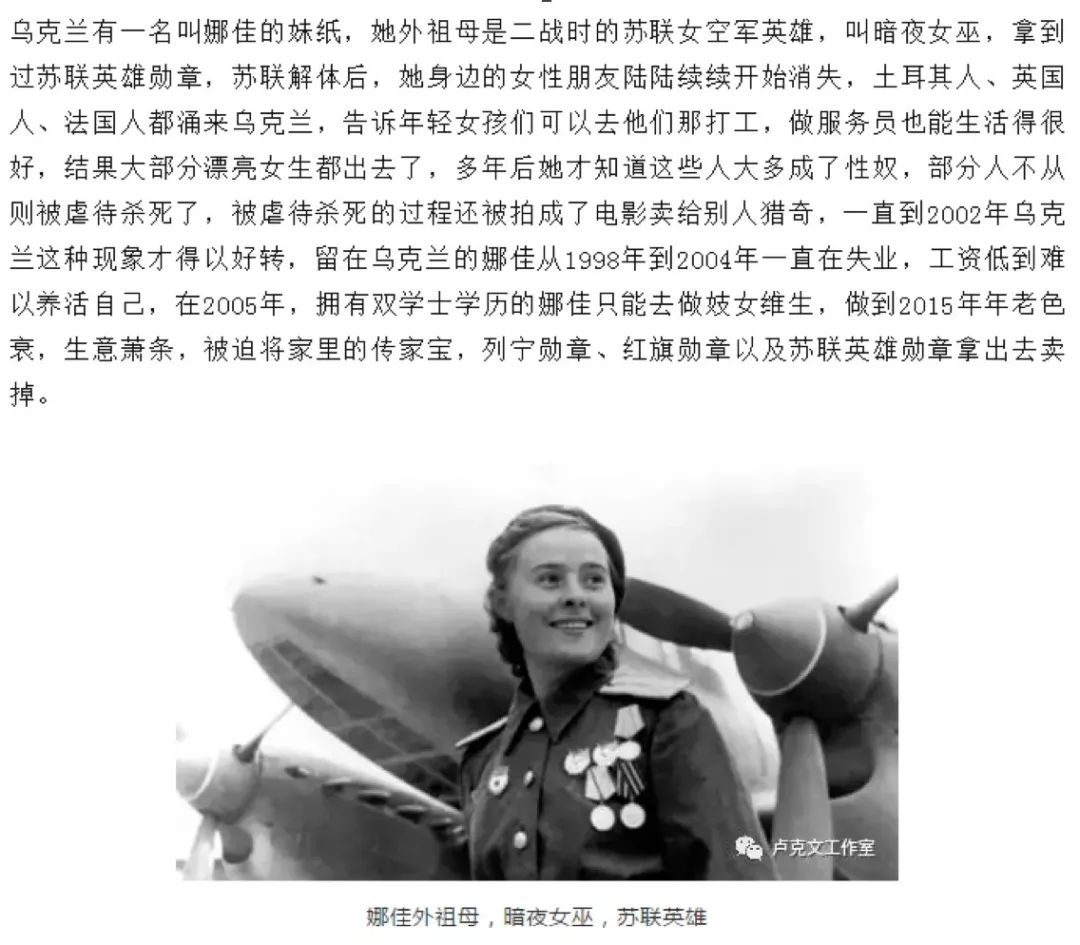 乌克兰有一名叫娜佳的妹纸，她外祖母是二战时的苏联女空军英雄，叫暗夜女巫，拿到
过苏联英雄勋章，苏联解体后，她身边的女性朋友陆陆续续开始消失，土耳其人、英国
人、法国人都涌来乌克兰，告诉年轻女孩们可以去他们那打工，做服务员也能生活得很
好，结果大部分漂亮女生都出去了，多年后她才知道这些人大多成了性奴，部分人不从
则被虐待杀死了，被虐待杀死的过程还被拍成了电影卖给别人猎奇，一直到2002年乌克
兰这种现象才得以好转，留在乌克兰的娜佳从1998年到2004年一直在失业，工资低到难
以养活自己，在2005年，拥有双学士学历的娜佳只能去做妓女维生，做到2015年年老色
衰，生意萧条，被迫将家里的传家宝，列宁勋章、红旗勋章以及苏联英雄勋章拿出去卖
掉。
卢克文工作室
娜佳外祖母，暗夜女巫，苏联英雄